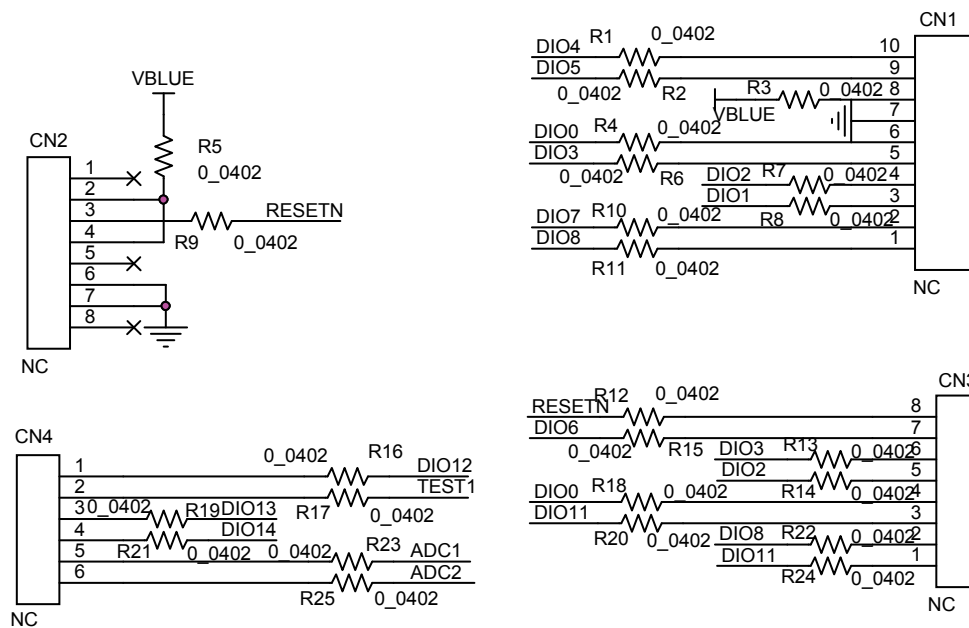 CN1
DIO4 R1 0_0402 10
DIO5 0_0402 R2 9
R3 0_0402 8
VBLUE 7
DIO0 R4 0_0402 6
DIO3 0_0402 R6 5
DIO2 R7 0_0402 4
DIO1 R8 0_0402 3
DIO7 R10 0_0402 2
DIO8 R11 0_0402 1
NC
VBLUE
CN2
R5
0_0402
1
2
3 RESETN
4 R9 0_0402
5
6
7
8
NC
CN4
0_0402 R16
1 DIO12
2 TEST1
3 0_0402 R19 DIO13 R17 0_0402
4 DIO14
R21 0_0402 0_0402 R23
5 ADC1
6 ADC2
R25 0_0402
NC
CN3
R12 0_0402
RESETN 8
DIO6 7
0_0402 R15
DIO3 R13 0_0402 6
DIO2 R14 0_0402 5
DIO0 R18 0_0402 4
DIO11 R20 0_0402 3
DIO8 R22 0_0402 2
DIO11 R24 0_0402 1
NC